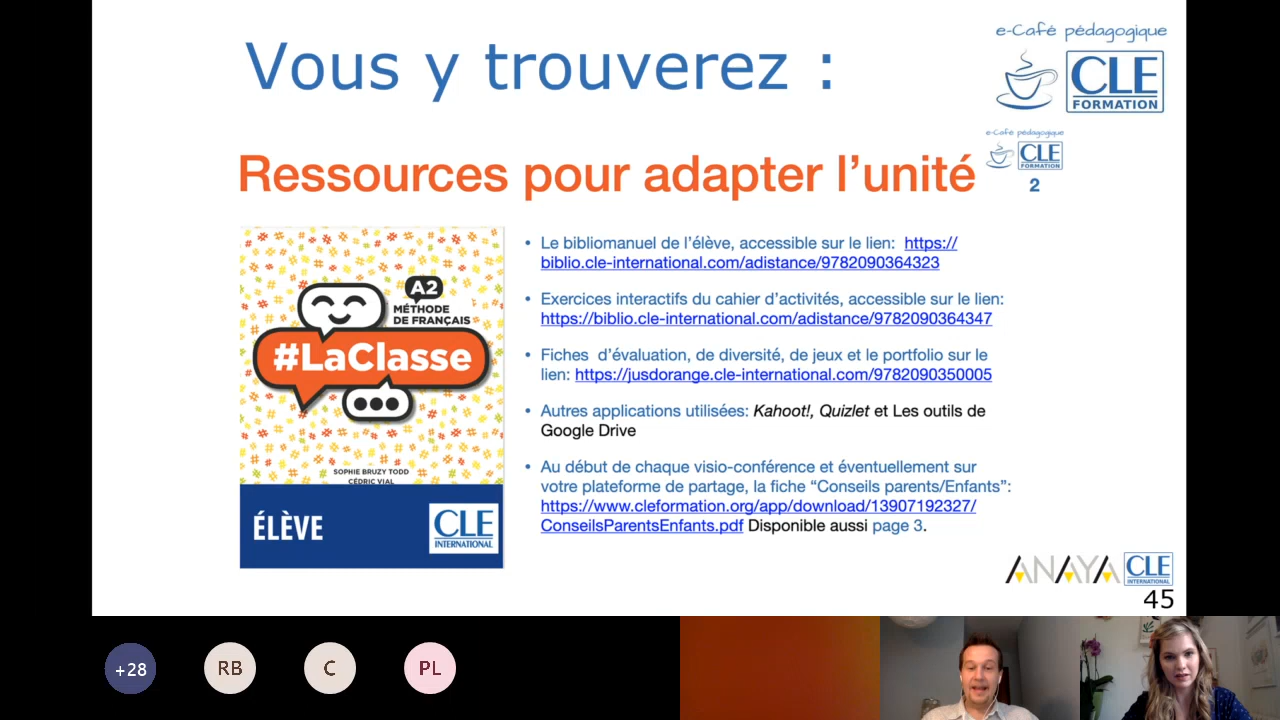 Vous y trouverez :
e-Café pédagogique
CLE
FORMATION
Ressources pour adapter l’unité
e-Café pédagogique
CLE
FORMATION
2
A2
MÉTHODE
DE FRANÇAIS
#LaClasse
SOPHIE BRUZY TODD
CÉDRIC VIAL
ÉLÈVE
CLE
INTERNATIONAL
• Le bibliomanuel de l’élève, accessible sur le lien: https://
biblio.cle-international.com/adistance/9782090364323
• Exercices interactifs du cahier d’activités, accessible sur le lien:
https://biblio.cle-international.com/adistance/9782090364347
• Fiches d’évaluation, de diversité, de jeux et le portfolio sur le
lien: https://jusdorange.cle-international.com/9782090350005
• Autres applications utilisées: Kahoot!, Quizlet et Les outils de
Google Drive
• Au début de chaque visio-conférence et éventuellement sur
votre plateforme de partage, la fiche “Conseils parents/Enfants”:
https://www.cleformation.org/app/download/13907192327/
ConseilsParentsEnfants.pdf Disponible aussi page 3.
ANAYA
CLE
INTERNATIONAL
45
+28
RB
C
PL